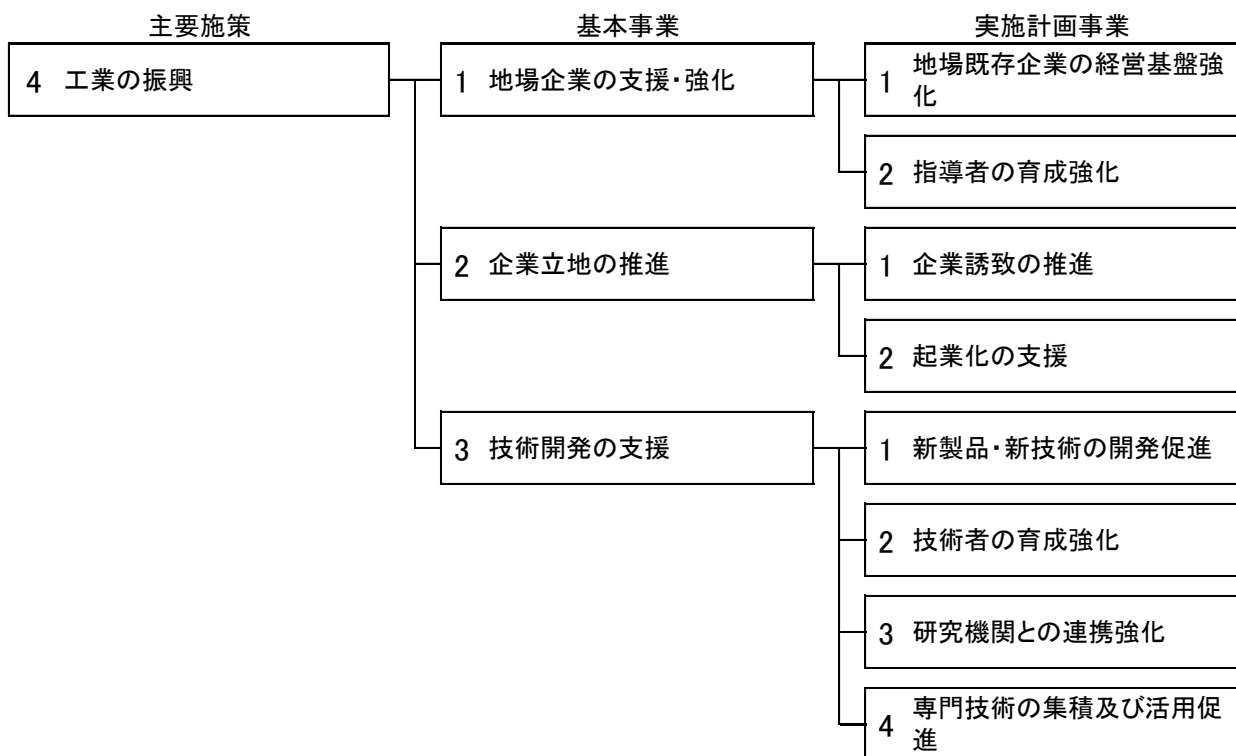 主要施策 基本事業 実施計画事業
4 工業の振興
1 地場企業の支援・強化
1 地場既存企業の経営基盤強
化
2 指導者の育成強化
2 企業立地の推進
1 企業誘致の推進
2 起業化の支援
3 技術開発の支援
1 新製品・新技術の開発促進
2 技術者の育成強化
3 研究機関との連携強化
4 専門技術の集積及び活用促
進